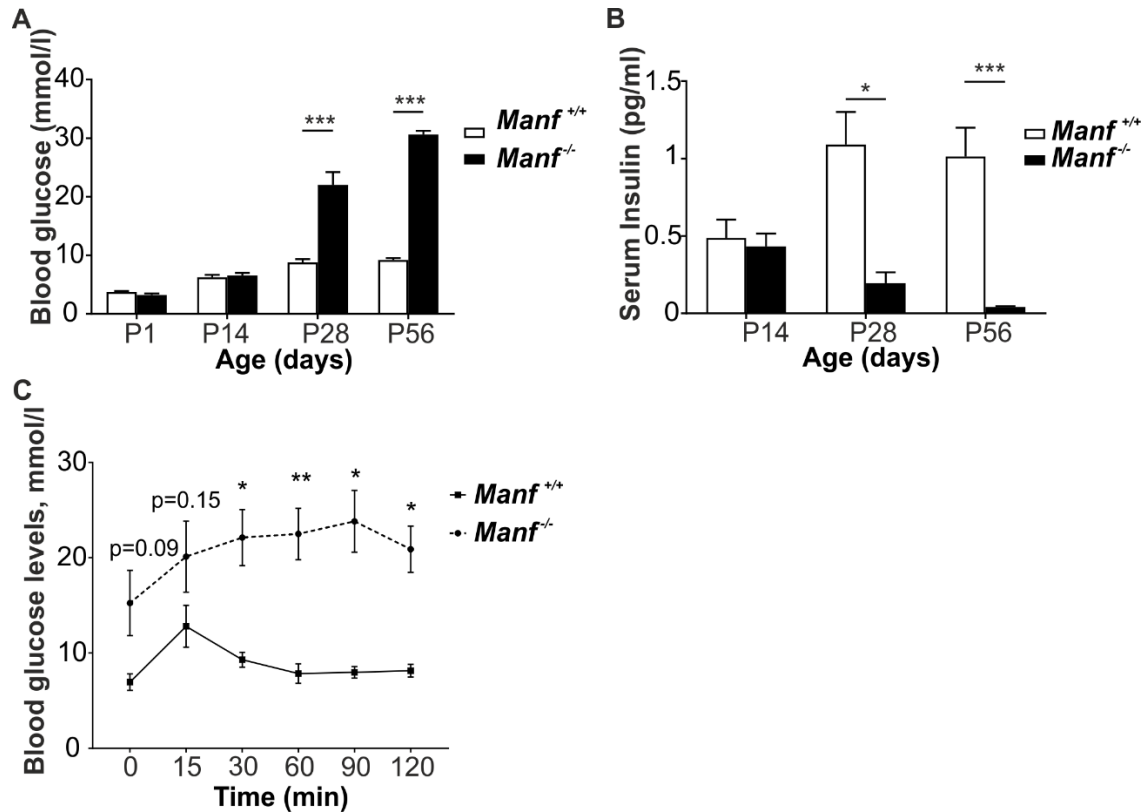 A
Blood glucose (mmol/l)
40
30
20
10
0
***
***
Manf +/+
Manf -/-
P1 P14 P28 P56
Age (days)
B
Serum Insulin (pg/ml)
1.5
1
0.5
0
*
***
Manf +/+
Manf -/-
P14 P28 P56
Age (days)
C
Blood glucose levels, mmol/l
30
20
10
0
p=0.09
p=0.15
* ** * *
Manf +/+
Manf -/-
0 15 30 60 90 120
Time (min)